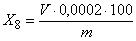 X₈ = V · 0,0002 · 100 / m